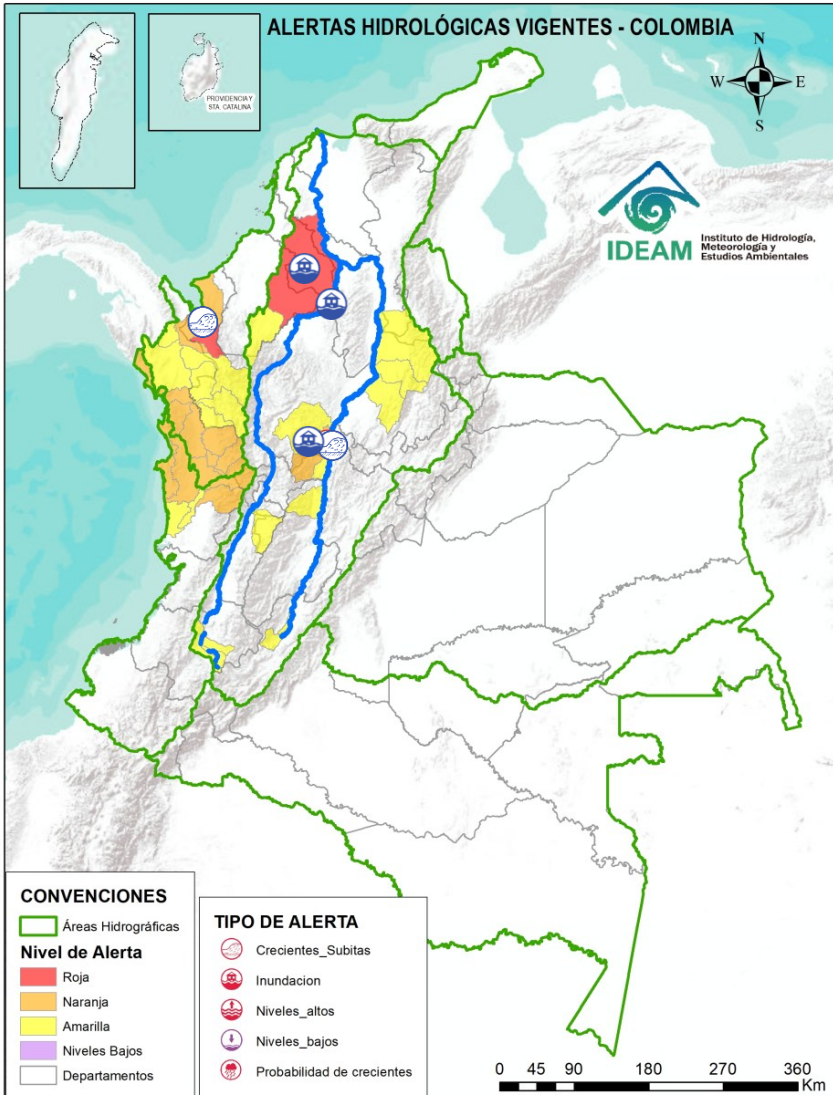 ALERTAS HIDROLÓGICAS VIGENTES - COLOMBIA
PROVIDENCIA Y
STA. CATALINA
N
W
E
S
IDEAM
Instituto de Hidrología,
Meteorología y
Estudios Ambientales
CONVENCIONES
Áreas Hidrográficas
Nivel de Alerta
Roja
Naranja
Amarilla
Niveles Bajos
Departamentos
TIPO DE ALERTA
Crecientes_Subitas
Inundacion
Niveles_altos
Niveles_bajos
Probabilidad de crecientes
0 45 90 180 270 360
Km